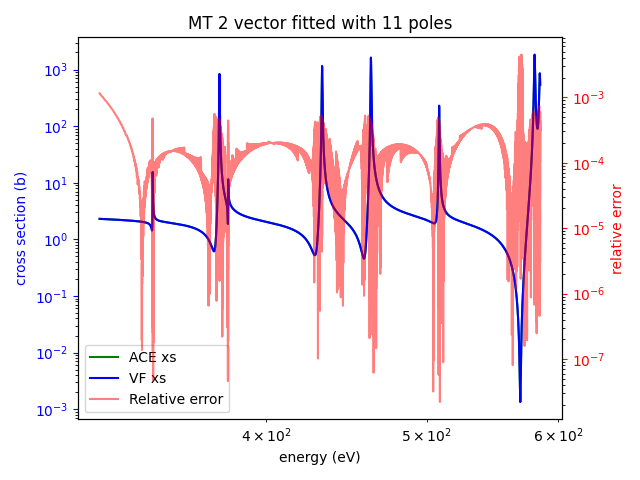 MT 2 vector fitted with 11 poles
cross section (b)
10³
10²
10¹
10⁰
10⁻¹
10⁻²
10⁻³
ACE xs
VF xs
Relative error
10⁻³
10⁻⁴
10⁻⁵
10⁻⁶
10⁻⁷
relative error
4 × 10² 5 × 10² 6 × 10²
energy (eV)